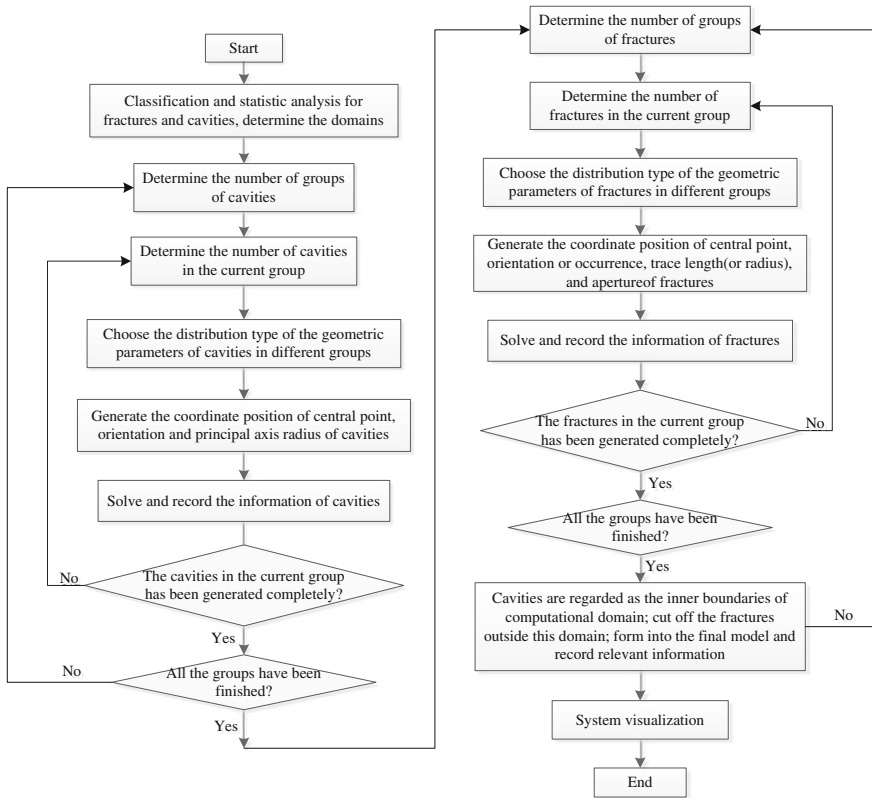 Start
Classification and statistic analysis for
fractures and cavities, determine the domains
Determine the number of groups
of cavities
Determine the number of cavities
in the current group
Choose the distribution type of the geometric
parameters of cavities in different groups
Generate the coordinate position of central point,
orientation and principal axis radius of cavities
Solve and record the information of cavities
The cavities in the current group
has been generated completely?
No
Yes
All the groups have been
finished?
No
Yes
Determine the number of groups
of fractures
Determine the number of
fractures in the current group
Choose the distribution type of the geometric
parameters of fractures in different groups
Generate the coordinate position of central point,
orientation or occurrence, trace length(or radius),
and apertureof fractures
Solve and record the information of fractures
The fractures in the current group
has been generated completely?
No
Yes
All the groups have been
finished?
Yes
Cavities are regarded as the inner boundaries of
computational domain; cut off the fractures
outside this domain; form into the final model and
record relevant information
No
System visualization
End